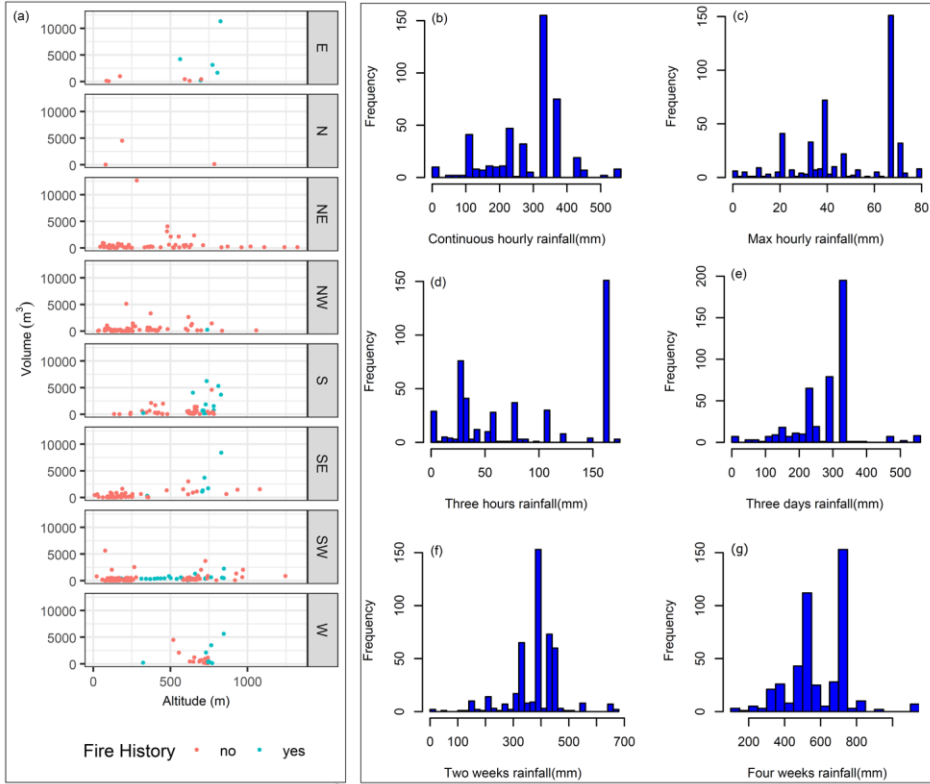 (a)
10000
5000
0
E
10000
5000
0
N
10000
5000
0
NE
10000
5000
0
NW
10000
5000
0
S
10000
5000
0
SE
10000
5000
0
SW
10000
5000
0
W
Volume (m³)
0 500 1000
Altitude (m)
Fire History no yes
(b)
Frequency
0 50 100 150
0 100 200 300 400 500
Continuous hourly rainfall(mm)
(c)
Frequency
0 50 100 150
0 20 40 60 80
Max hourly rainfall(mm)
(d)
Frequency
0 50 100 150
0 50 100 150
Three hours rainfall(mm)
(e)
Frequency
0 50 100 150 200
0 200 400
Three days rainfall(mm)
(f)
Frequency
0 50 100 150
0 100 300 500 700
Two weeks rainfall(mm)
(g)
Frequency
0 50 100 150
200 400 600 800
Four weeks rainfall(mm)